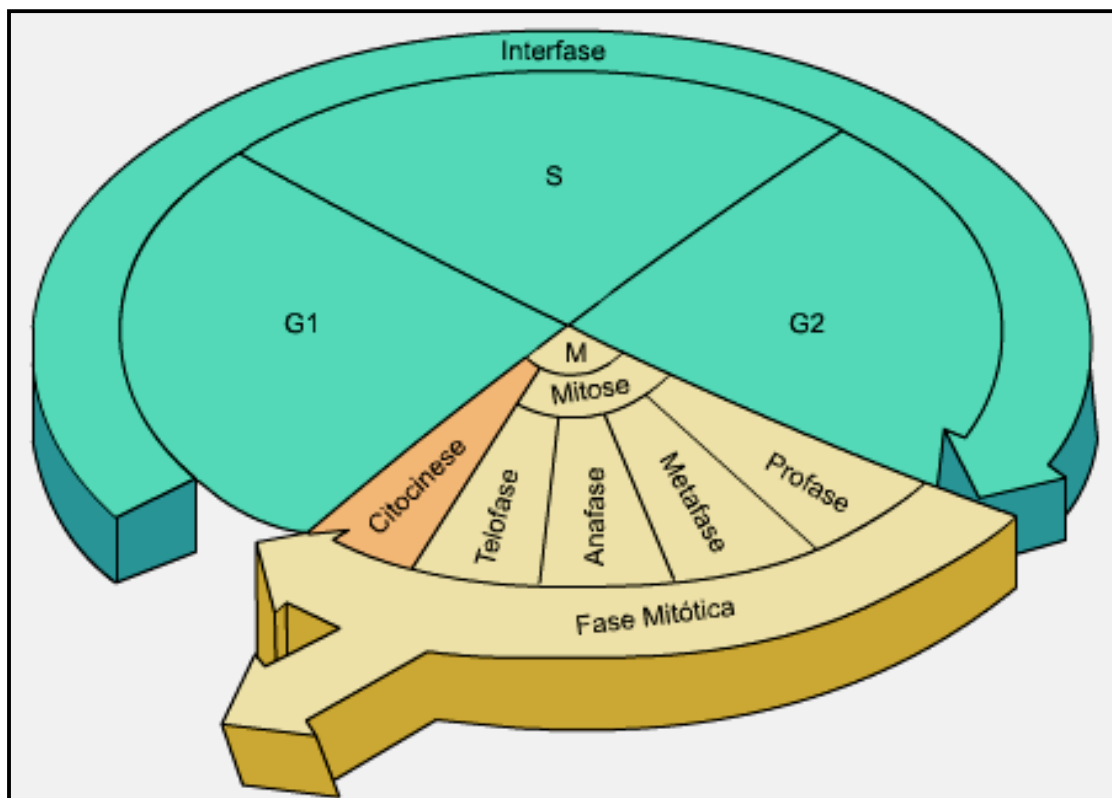 Interfase
S
G1
G2
M
Mitose
Citocinese
Telofase
Anafase
Metafase
Profase
Fase Mitótica